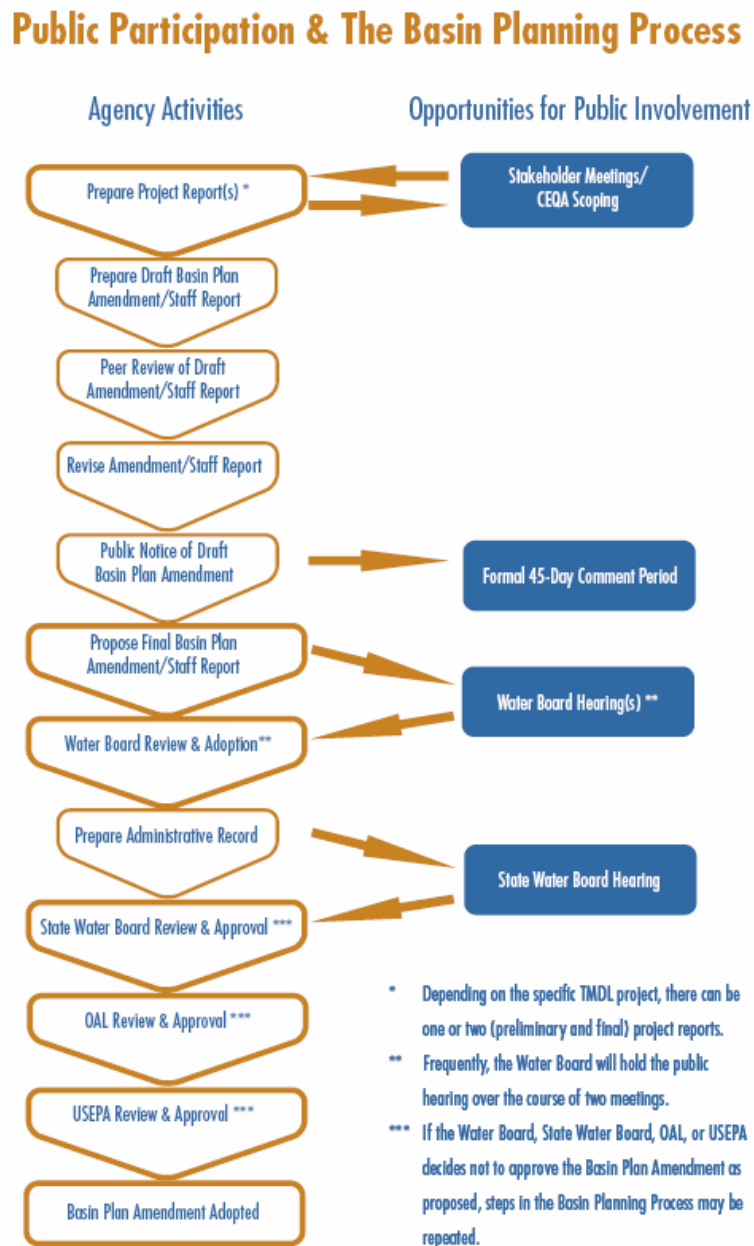 Public Participation & The Basin Planning Process
Agency Activities
Opportunities for Public Involvement
Prepare Project Report(s) *
Stakeholder Meetings/
CEQA Scoping
Prepare Draft Basin Plan
Amendment/Staff Report
Peer Review of Draft
Amendment/Staff Report
Revise Amendment/Staff Report
Public Notice of Draft
Basin Plan Amendment
Formal 45-Day Comment Period
Propose Final Basin Plan
Amendment/Staff Report
Water Board Hearing(s) **
Water Board Review & Adoption**
Prepare Administrative Record
State Water Board Hearing
State Water Board Review & Approval ***
OAL Review & Approval ***
USEPA Review & Approval ***
Basin Plan Amendment Adopted
* Depending on the specific TMDL project, there can be
one or two (preliminary and final) project reports.
** Frequently, the Water Board will hold the public
hearing over the course of two meetings.
*** If the Water Board, State Water Board, OAL, or USEPA
decides not to approve the Basin Plan Amendment as
proposed, steps in the Basin Planning Process may be
repeated.